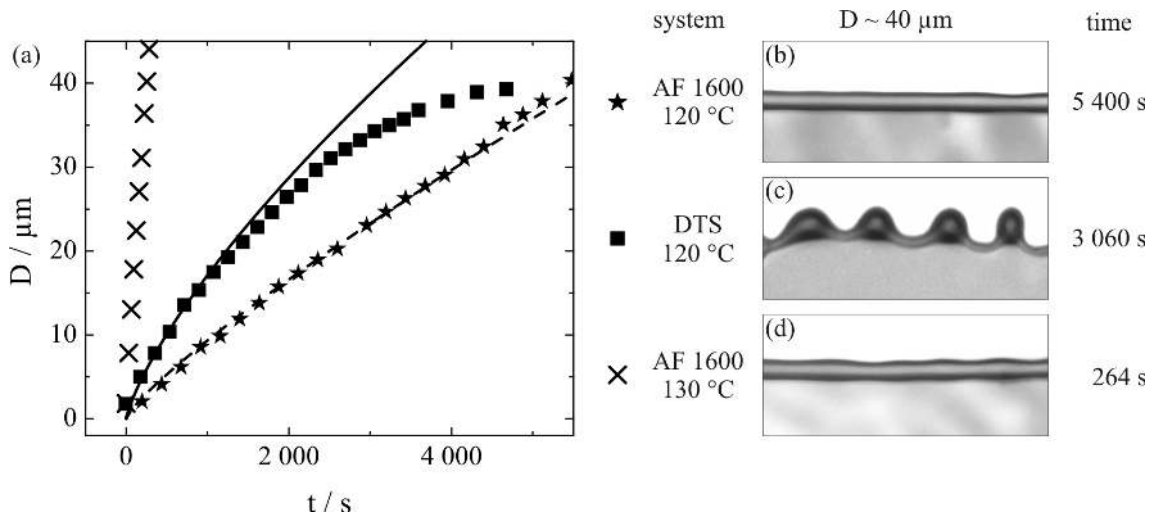 system
D ~ 40 µm
time
(a)
40
30
20
10
0
D / µm
0
2 000
4 000
t / s
AF 1600
120 °C
(b)
5 400 s
DTS
120 °C
(c)
3 060 s
AF 1600
130 °C
(d)
264 s